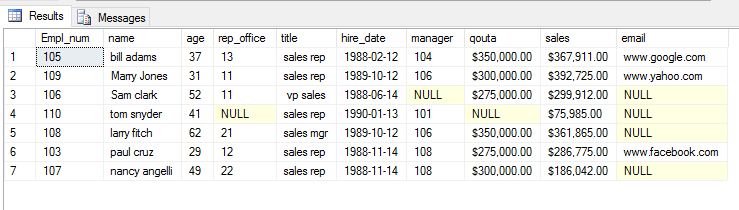 Results Messages
Empl_num name age rep_office title hire_date manager qouta sales email
1 105 bill adams 37 13 sales rep 1988-02-12 104 $350,000.00 $367,911.00 www.google.com
2 109 Marry Jones 31 11 sales rep 1989-10-12 106 $300,000.00 $392,725.00 www.yahoo.com
3 106 Sam clark 52 11 vp sales 1988-06-14 NULL $275,000.00 $299,912.00 NULL
4 110 tom snyder 41 NULL sales rep 1990-01-13 101 NULL $75,985.00 NULL
5 108 larry fitch 62 21 sales mgr 1989-10-12 106 $350,000.00 $361,865.00 NULL
6 103 paul cruz 29 12 sales rep 1988-11-14 108 $275,000.00 $286,775.00 www.facebook.com
7 107 nancy angelli 49 22 sales rep 1988-11-14 108 $300,000.00 $186,042.00 NULL